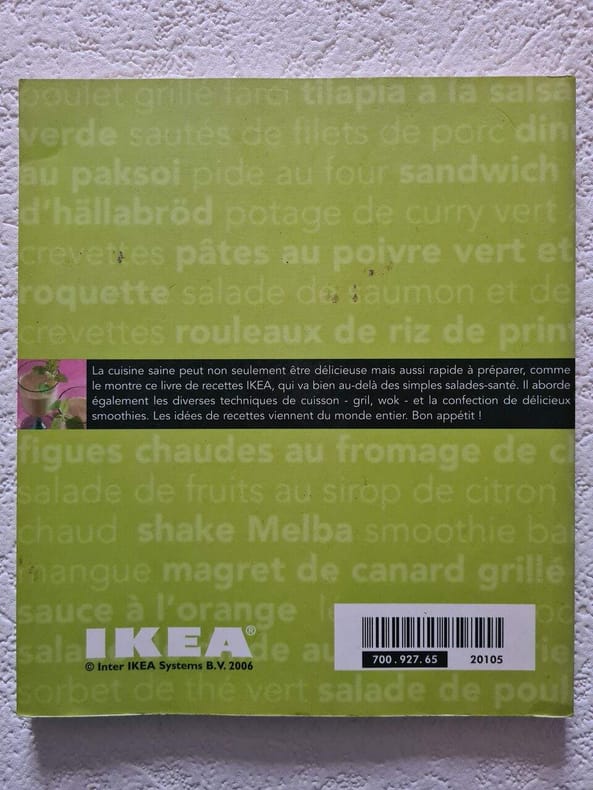 poulet grillé farci tilapia à la salsa
verde sautés de filets de porc din
au paksoi pide au four sandwich
d'hällabröd potage de curry vert
crevettes pâtes au poivre vert et
roquette salade de saumon et de
crevettes rouleaux de riz de print
La cuisine saine peut non seulement être délicieuse mais aussi rapide à préparer, comme
le montre ce livre de recettes IKEA, qui va bien au-delà des simples salades-santé. Il aborde
également les diverses techniques de cuisson - gril, wok - et la confection de délicieux
smoothies. Les idées de recettes viennent du monde entier. Bon appétit !
figues chaudes au fromage de ch
salade de fruits au sirop de citron v
chaud shake Melba smoothie ba
mangue magret de canard grillé
sauce à l'orange
sala de au
IKEA®
© Inter IKEA Systems B.V. 2006
700.927.65 20105
sorbet de thé vert salade de poul